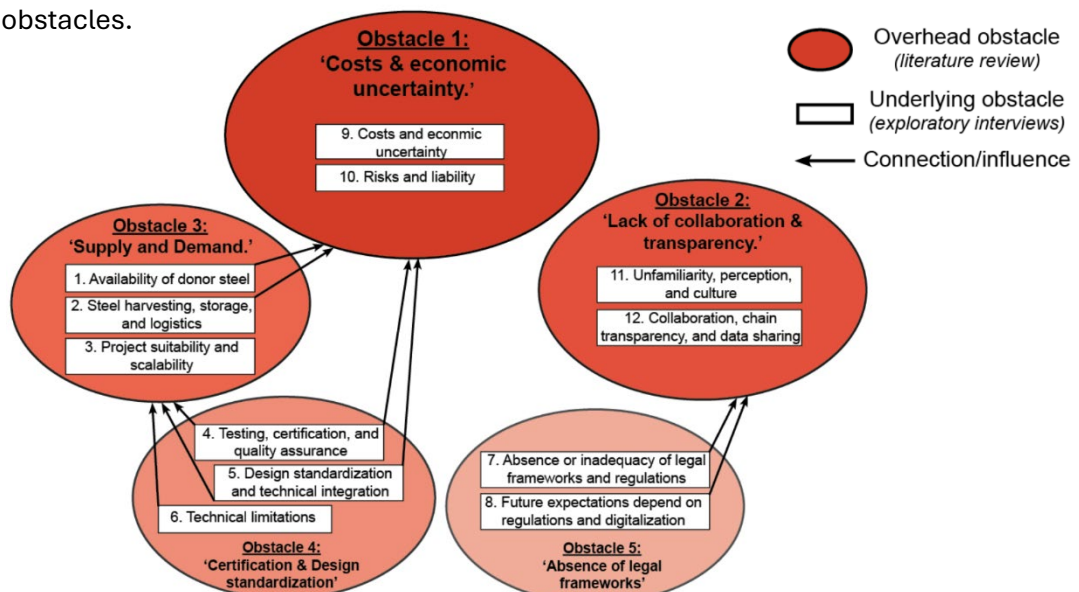 obstacles.
Obstacle 1:
‘Costs & economic
uncertainty.’
9. Costs and econmic
uncertainty
10. Risks and liability
Overhead obstacle
(literature review)
Underlying obstacle
(exploratory interviews)
Connection/influence
Obstacle 3:
‘Supply and Demand.’
1. Availability of donor steel
2. Steel harvesting, storage,
and logistics
3. Project suitability and
scalability
Obstacle 2:
‘Lack of collaboration &
transparency.’
11. Unfamiliarity, perception,
and culture
12. Collaboration, chain
transparency, and data sharing
4. Testing, certification, and
quality assurance
5. Design standardization
and technical integration
6. Technical limitations
Obstacle 4:
‘Certification & Design
standardization’
7. Absence or inadequacy of legal
frameworks and regulations
8. Future expectations depend on
regulations and digitalization
Obstacle 5:
‘Absence of legal
frameworks’